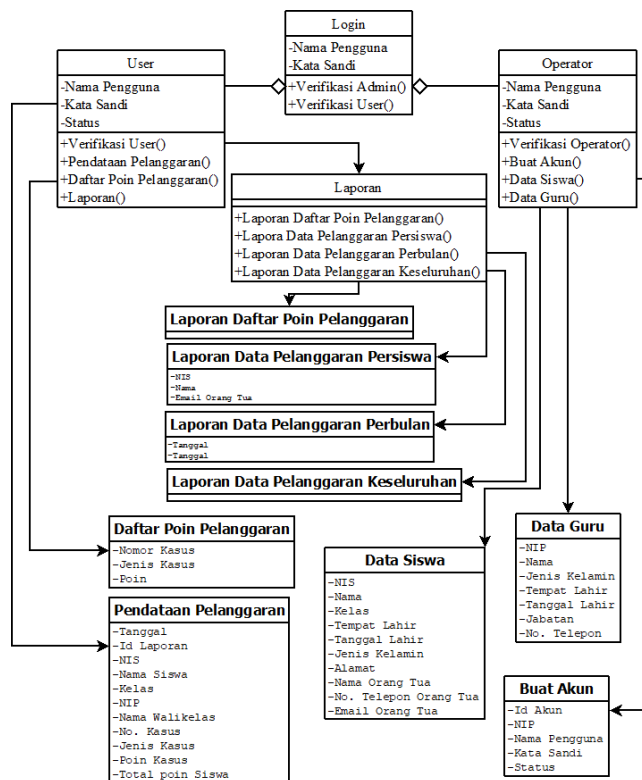 Login
-Nama Pengguna
-Kata Sandi
+Verifikasi Admin()
+Verifikasi User()
User
-Nama Pengguna
-Kata Sandi
-Status
+Verifikasi User()
+Pendataan Pelanggaran()
+Daftar Poin Pelanggaran()
+Laporan()
Operator
-Nama Pengguna
-Kata Sandi
-Status
+Verifikasi Operator()
+Buat Akun()
+Data Siswa()
+Data Guru()
Laporan
+Laporan Daftar Poin Pelanggaran()
+Lapora Data Pelanggaran Persiswa()
+Laporan Data Pelanggaran Perbulan()
+Laporan Data Pelanggaran Keseluruhan()
Laporan Daftar Poin Pelanggaran
Laporan Data Pelanggaran Persiswa
-NIS
-Nama
-Email Orang Tua
Laporan Data Pelanggaran Perbulan
-Tanggal
-Tanggal
Laporan Data Pelanggaran Keseluruhan
Daftar Poin Pelanggaran
-Nomor Kasus
-Jenis Kasus
-Poin
Pendataan Pelanggaran
-Tanggal
-Id Laporan
-NIS
-Nama Siswa
-Kelas
-NIP
-Nama Walikelas
-No. Kasus
-Jenis Kasus
-Poin Kasus
-Total poin Siswa
Data Siswa
-NIS
-Nama
-Kelas
-Tempat Lahir
-Tanggal Lahir
-Jenis Kelamin
-Alamat
-Nama Orang Tua
-No. Telepon Orang Tua
-Email Orang Tua
Data Guru
-NIP
-Nama
-Jenis Kelamin
-Tempat Lahir
-Tanggal Lahir
-Jabatan
-No. Telepon
Buat Akun
-Id Akun
-NIP
-Nama Pengguna
-Kata Sandi
-Status